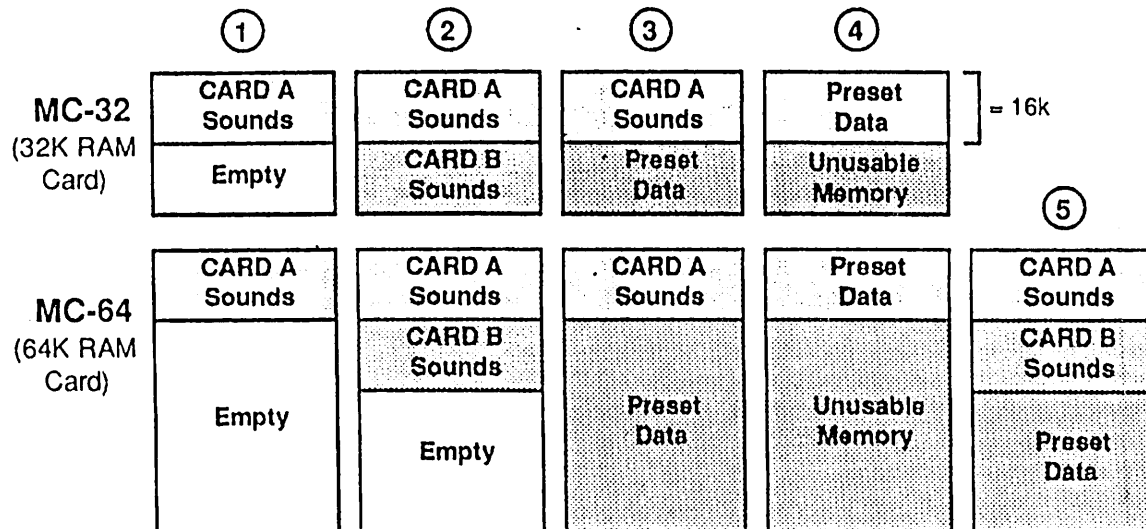 1 2 3 4
MC-32
(32K RAM
Card)
CARD A
Sounds
Empty
CARD A
Sounds
CARD B
Sounds
CARD A
Sounds
Preset
Data
Preset
Data
Unusable
Memory
= 16k
5
MC-64
(64K RAM
Card)
CARD A
Sounds
Empty
CARD A
Sounds
CARD B
Sounds
Empty
CARD A
Sounds
Preset
Data
Preset
Data
Unusable
Memory
CARD A
Sounds
CARD B
Sounds
Preset
Data